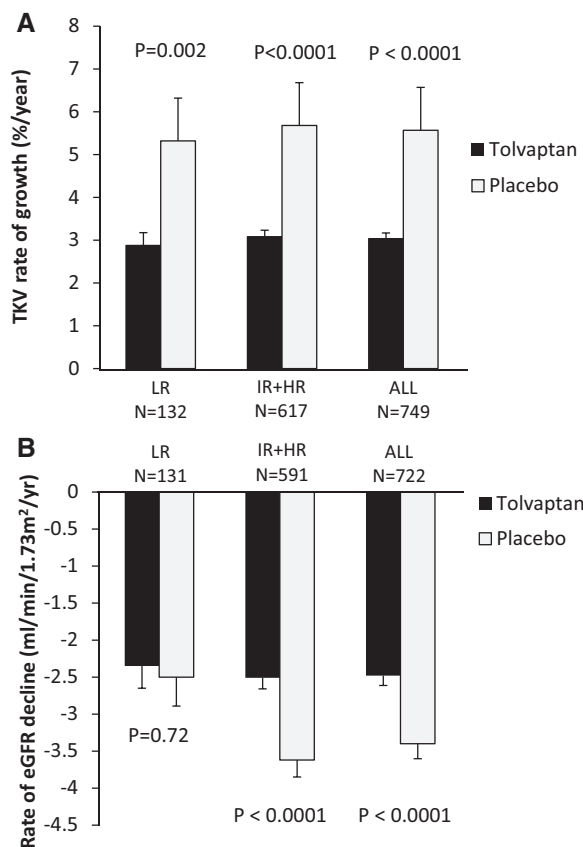 A
TKV rate of growth (%/year)
8
7
6
5
4
3
2
1
0
P=0.002
P<0.0001
P < 0.0001
Tolvaptan
Placebo
LR
N=132
IR+HR
N=617
ALL
N=749
B
Rate of eGFR decline (ml/min/1.73m²/yr)
LR
N=131
IR+HR
N=591
ALL
N=722
0
-0.5
-1
-1.5
-2
-2.5
-3
-3.5
-4
-4.5
Tolvaptan
Placebo
P=0.72
P < 0.0001
P < 0.0001